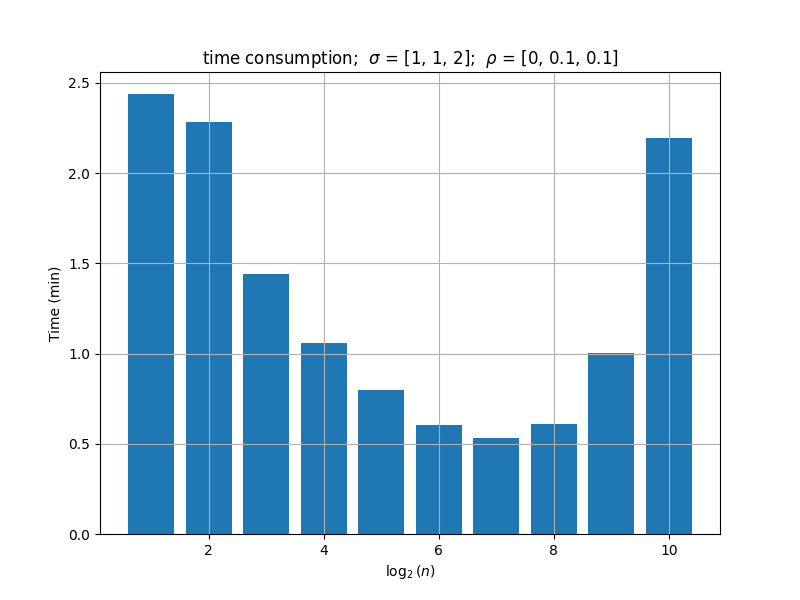 time consumption; σ = [1, 1, 2]; ρ = [0, 0.1, 0.1]
Time (min)
2.5
2.0
1.5
1.0
0.5
0.0
2 4 6 8 10
log₂ (n)